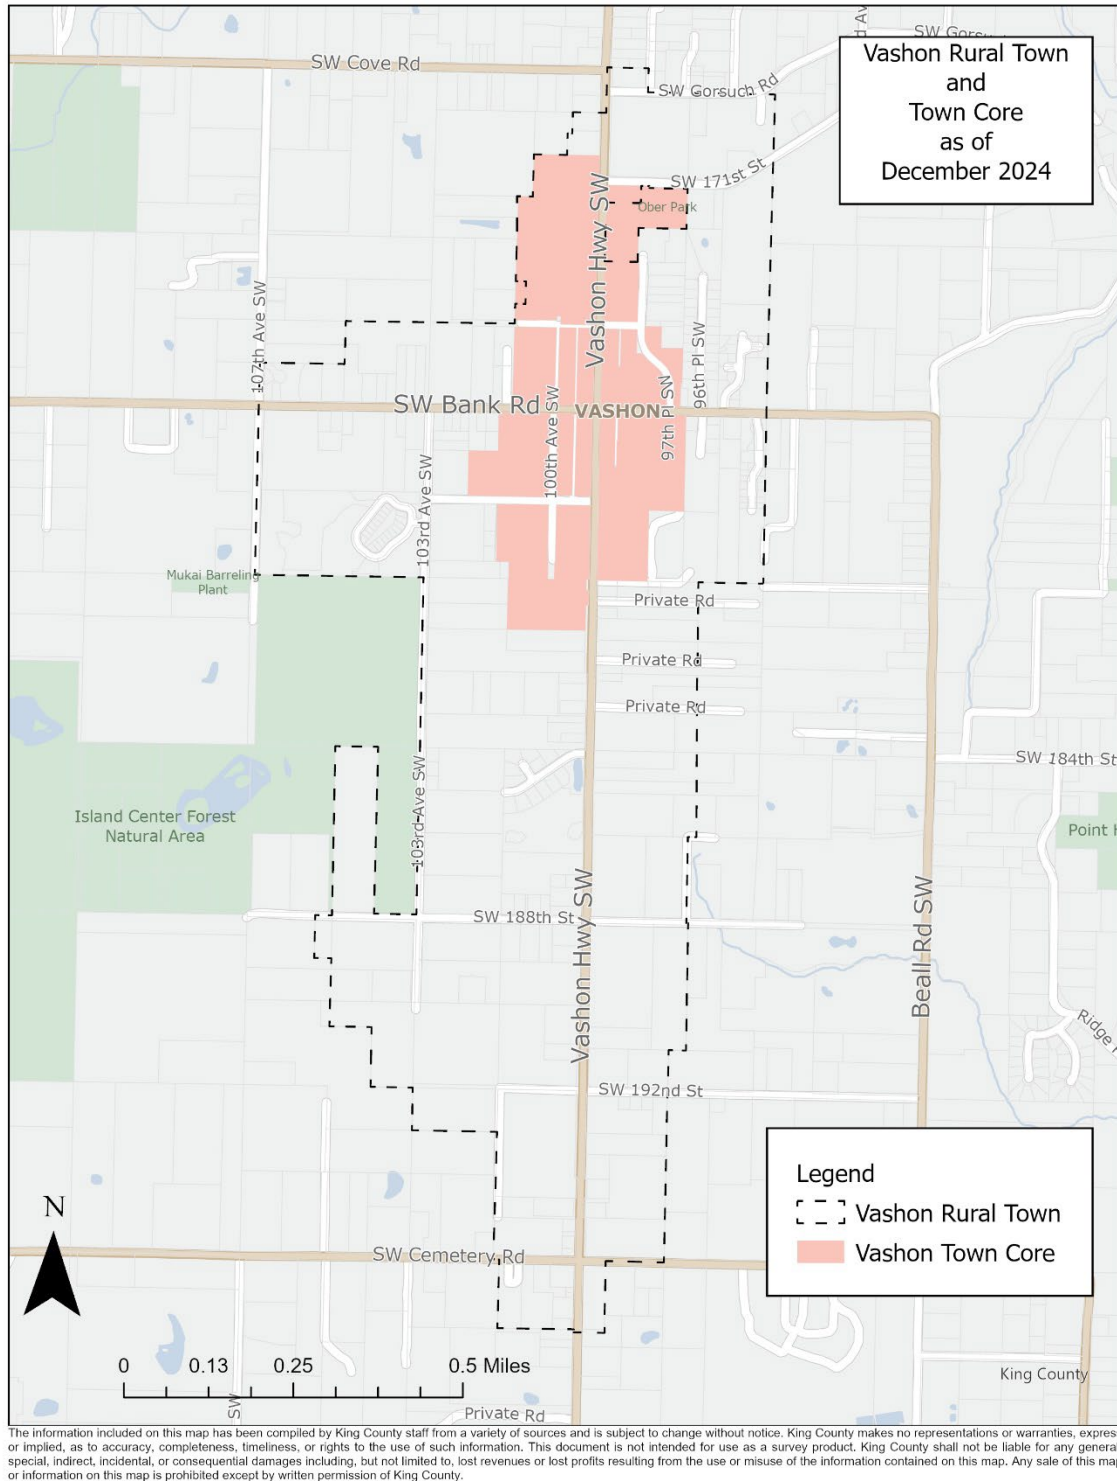 SW Cove Rd
SW Gorsuch Rd
Vashon Rural Town
and
Town Core
as of
December 2024
SW 171st St
Ober Park
Vashon Hwy SW
107th Ave SW
96th Pl SW
97th Pl SW
SW Bank Rd
VASHON
100th Ave SW
103rd Ave SW
Mukai Barreling
Plant
Private Rd
Private Rd
Private Rd
SW 184th St
Island Center Forest
Natural Area
103rd Ave SW
Point
SW 188th St
Vashon Hwy SW
Beall Rd SW
Ridge
SW 192nd St
Legend
Vashon Rural Town
Vashon Town Core
N
SW Cemetery Rd
0 0.13 0.25 0.5 Miles
King County
SW
Private Rd
The information included on this map has been compiled by King County staff from a variety of sources and is subject to change without notice. King County makes no representations or warranties, expres
or implied, as to accuracy, completeness, timeliness, or rights to the use of such information. This document is not intended for use as a survey product. King County shall not be liable for any genera
special, indirect, incidental, or consequential damages including, but not limited to, lost revenues or lost profits resulting from the use or misuse of the information contained on this map. Any sale of this ma
or information on this map is prohibited except by written permission of King County.